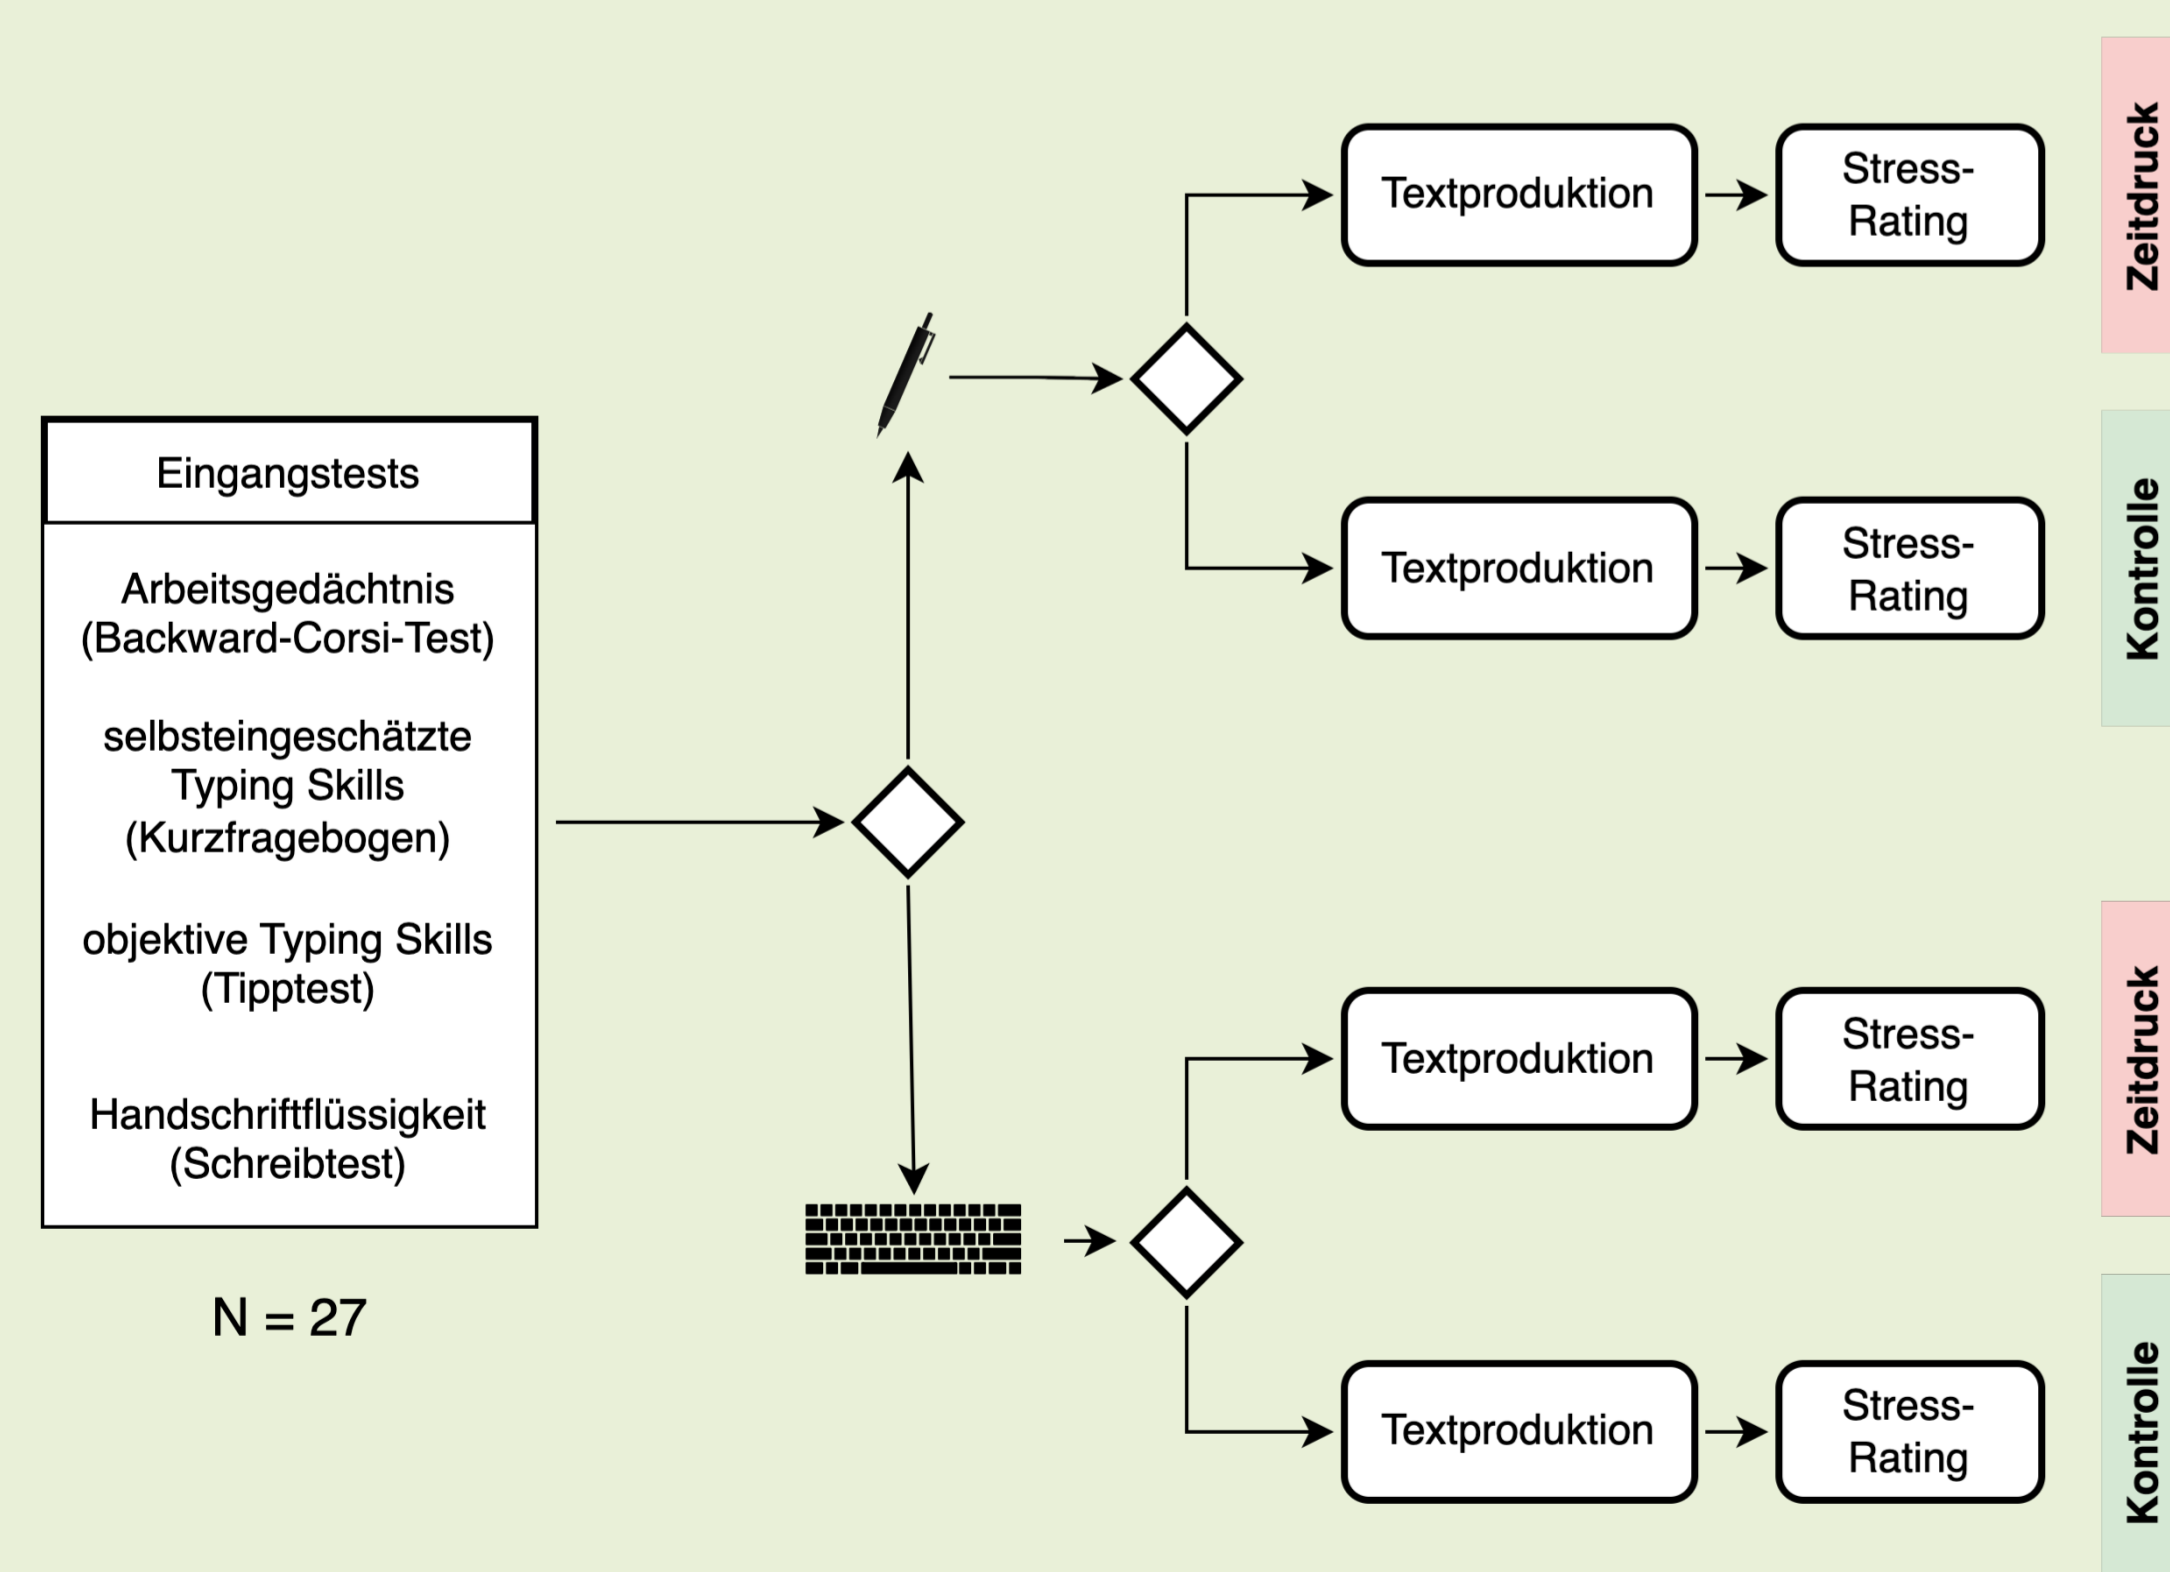 Eingangstests
Arbeitsgedächtnis
(Backward-Corsi-Test)
selbsteingeschätzte
Typing Skills
(Kurzfragebogen)
objektive Typing Skills
(Tipptest)
Handschriftflüssigkeit
(Schreibtest)
N = 27
Textproduktion
Stress-
Rating
Zeitdruck
Textproduktion
Stress-
Rating
Kontrolle
Textproduktion
Stress-
Rating
Zeitdruck
Textproduktion
Stress-
Rating
Kontrolle